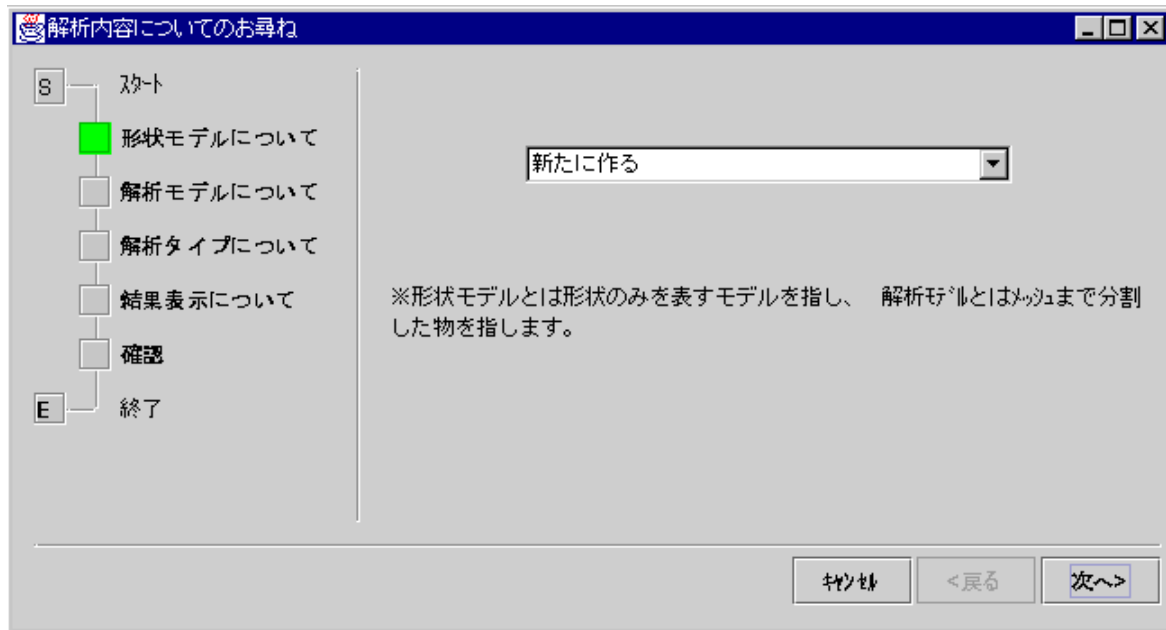 解析内容についてのお尋ね
S
ｽﾀｰﾄ
形状モデルについて
解析モデルについて
解析タイプについて
結果表示について
確認
E
終了
新たに作る
※形状モデルとは形状のみを表すモデルを指し、　解析ﾓﾃﾞﾙとはﾒｯｼｭまで分割
した物を指します。
ｷｬﾝｾﾙ
<戻る
次へ>